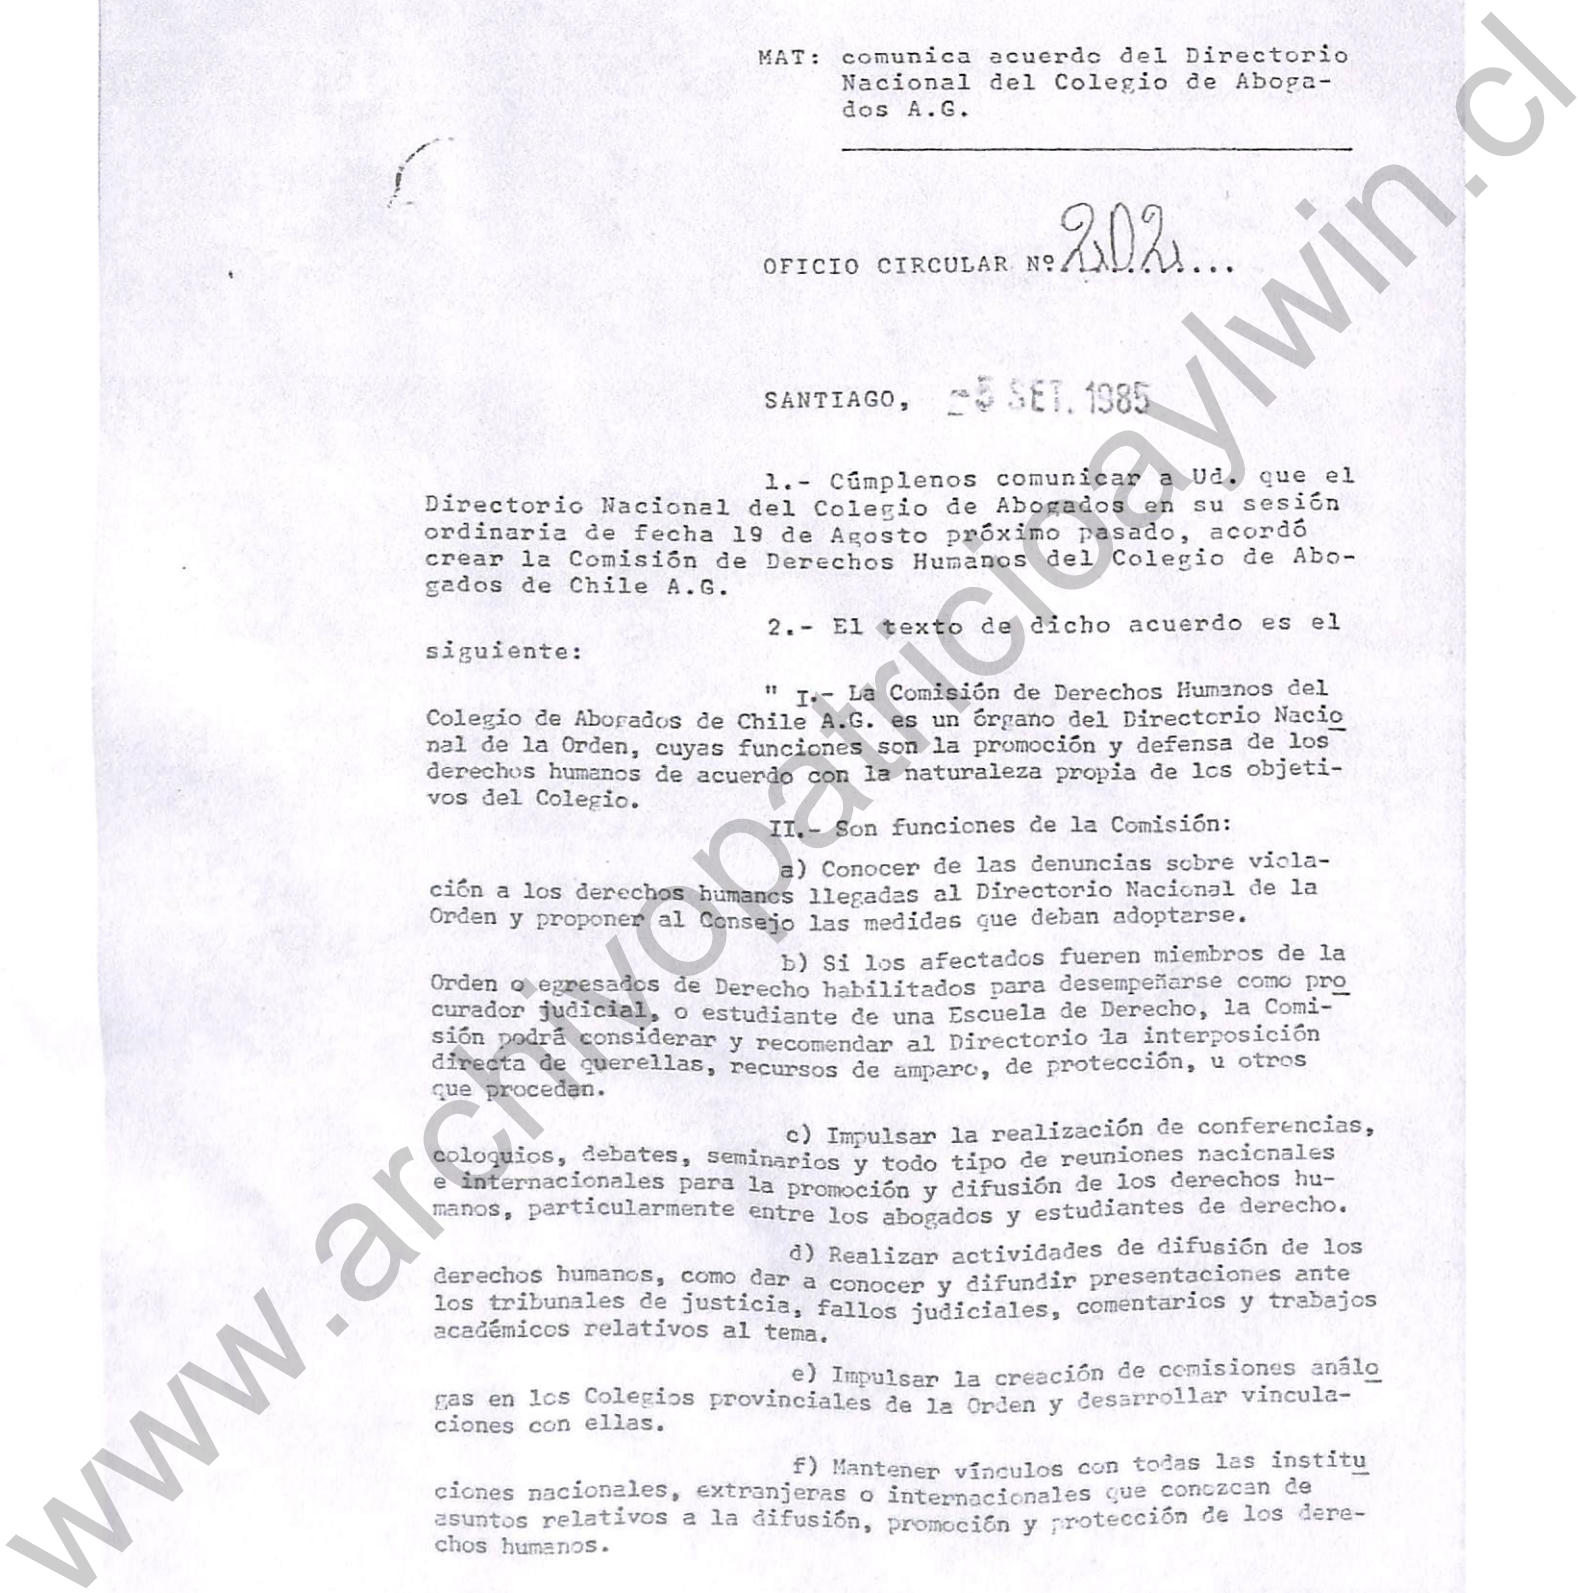 MAT: comunica acuerdo del Directorio
Nacional del Colegio de Aboga-
dos A.G.
OFICIO CIRCULAR Nº 202...
SANTIAGO, -5 SET. 1985
1.- Cúmplenos comunicar a Ud. que el
Directorio Nacional del Colegio de Abogados en su sesión
ordinaria de fecha 19 de Agosto próximo pasado, acordó
crear la Comisión de Derechos Humanos del Colegio de Abo-
gados de Chile A.G.
2.- El texto de dicho acuerdo es el
siguiente:
" I.- La Comisión de Derechos Humanos del
Colegio de Abogados de Chile A.G. es un órgano del Directorio Nacio
nal de la Orden, cuyas funciones son la promoción y defensa de los
derechos humanos de acuerdo con la naturaleza propia de los objeti-
vos del Colegio.
II.- Son funciones de la Comisión:
a) Conocer de las denuncias sobre viola-
ción a los derechos humanos llegadas al Directorio Nacional de la
Orden y proponer al Consejo las medidas que deban adoptarse.
b) Si los afectados fueren miembros de la
Orden o egresados de Derecho habilitados para desempeñarse como pro
curador judicial, o estudiante de una Escuela de Derecho, la Comi-
sión podrá considerar y recomendar al Directorio la interposición
directa de querellas, recursos de amparo, de protección, u otros
que procedan.
c) Impulsar la realización de conferencias,
coloquios, debates, seminarios y todo tipo de reuniones nacionales
e internacionales para la promoción y difusión de los derechos hu-
manos, particularmente entre los abogados y estudiantes de derecho.
d) Realizar actividades de difusión de los
derechos humanos, como dar a conocer y difundir presentaciones ante
los tribunales de justicia, fallos judiciales, comentarios y trabajos
académicos relativos al tema.
e) Impulsar la creación de comisiones análo
gas en los Colegios provinciales de la Orden y desarrollar vincula-
ciones con ellas.
f) Mantener vínculos con todas las institu
ciones nacionales, extranjeras o internacionales que conozcan de
asuntos relativos a la difusión, promoción y protección de los dere-
chos humanos.
www.archivopatricioaylwin.cl